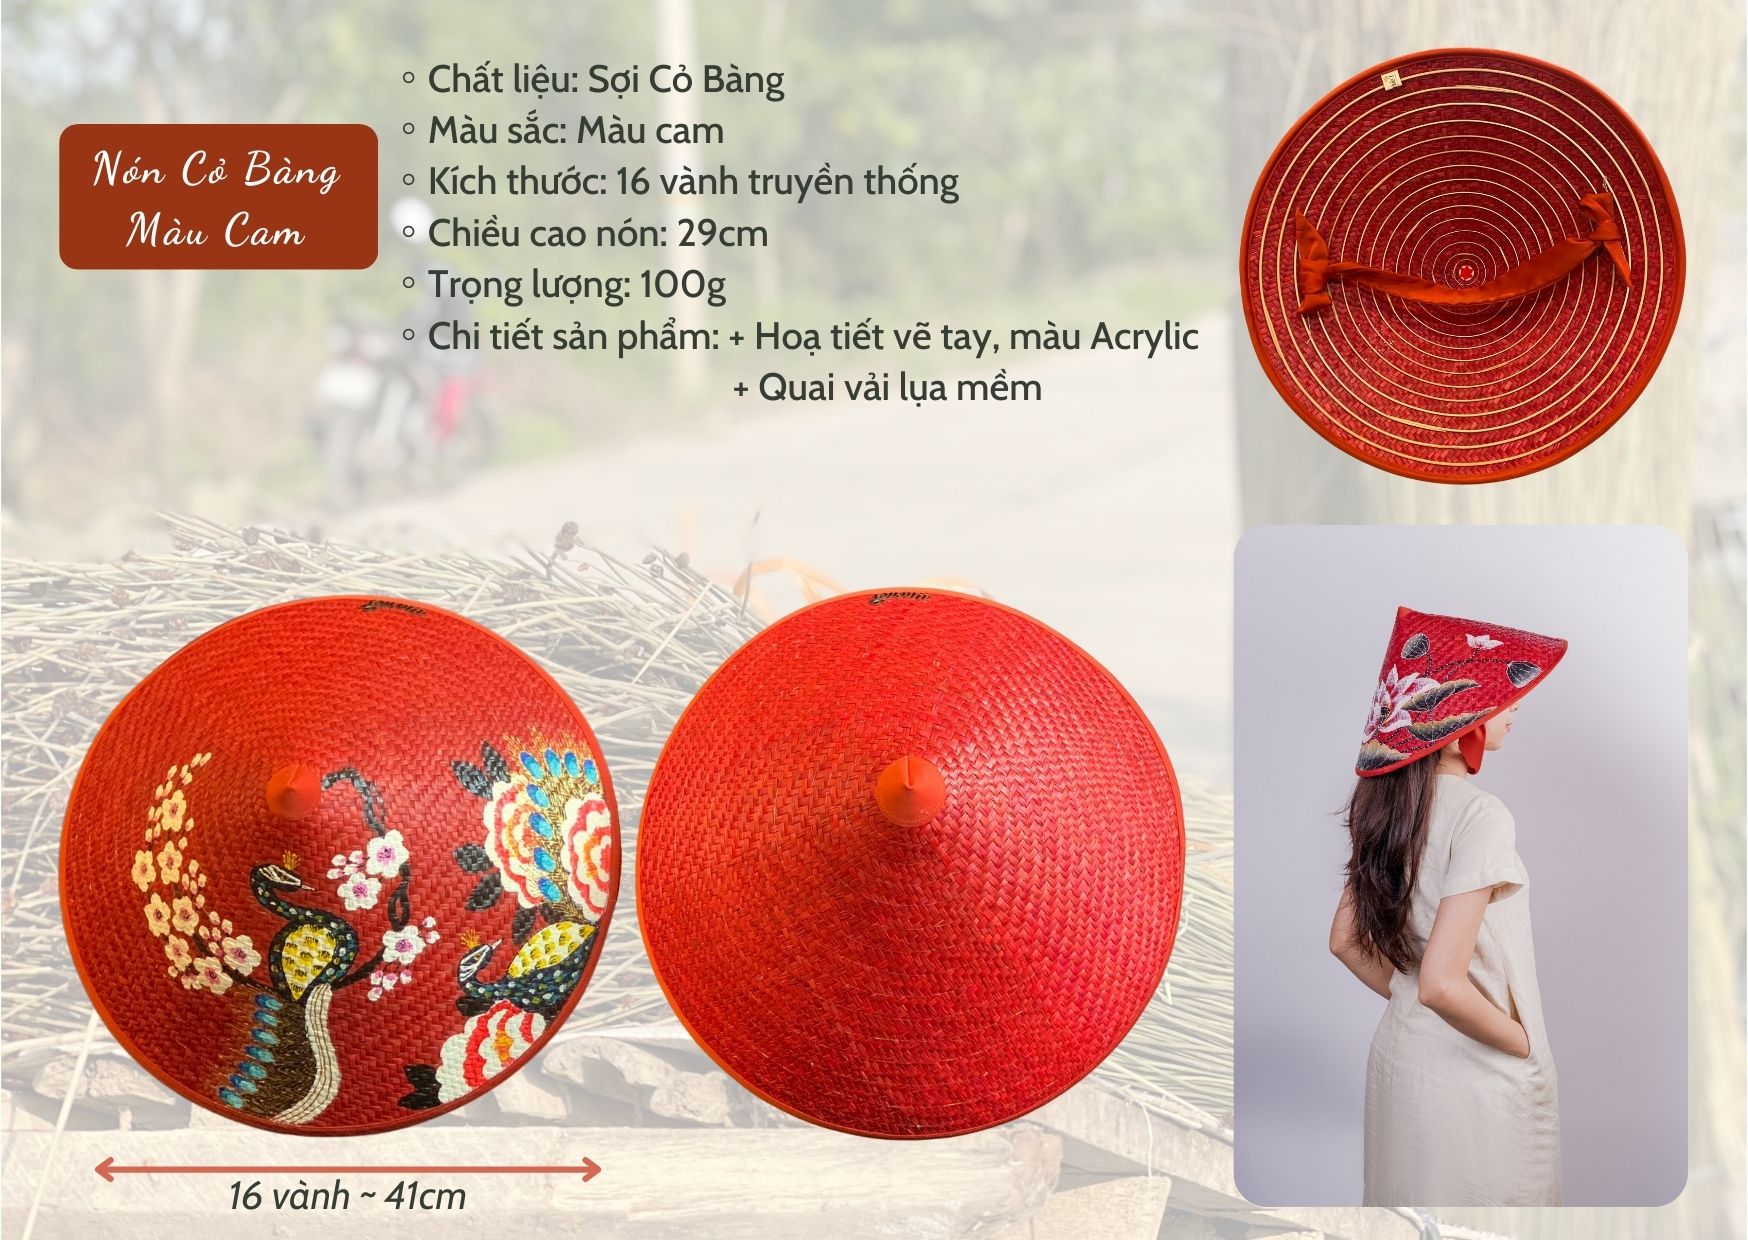 Nón Cỏ Bàng
Màu Cam
Chất liệu: Sợi Cỏ Bàng
Màu sắc: Màu cam
Kích thước: 16 vành truyền thống
Chiều cao nón: 29cm
Trọng lượng: 100g
Chi tiết sản phẩm: + Hoạ tiết vẽ tay, màu Acrylic
+ Quai vải lụa mềm
16 vành ~ 41cm